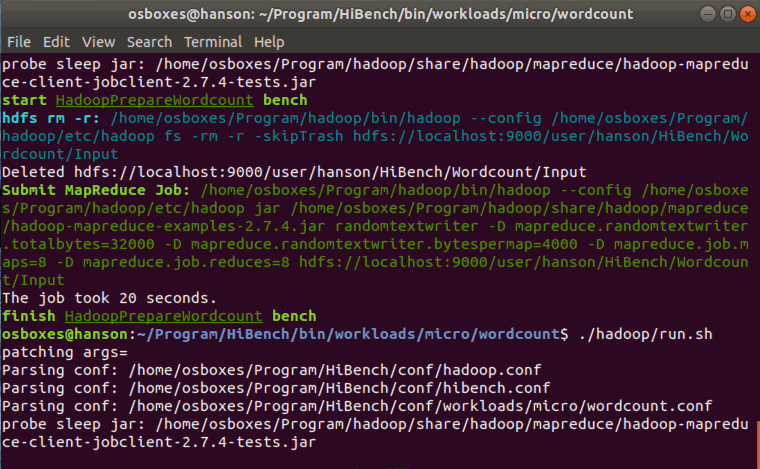 osboxes@hanson: ~/Program/HiBench/bin/workloads/micro/wordcount
File Edit View Search Terminal Help
probe sleep jar: /home/osboxes/Program/hadoop/share/hadoop/mapreduce/hadoop-mapredu
ce-client-jobclient-2.7.4-tests.jar
start HadoopPrepareWordcount bench
hdfs rm -r: /home/osboxes/Program/hadoop/bin/hadoop --config /home/osboxes/Program/
hadoop/etc/hadoop fs -rm -r -skipTrash hdfs://localhost:9000/user/hanson/HiBench/Wo
rdcount/Input
Deleted hdfs://localhost:9000/user/hanson/HiBench/Wordcount/Input
Submit MapReduce Job: /home/osboxes/Program/hadoop/bin/hadoop --config /home/osboxe
s/Program/hadoop/etc/hadoop jar /home/osboxes/Program/hadoop/share/hadoop/mapreduce
/hadoop-mapreduce-examples-2.7.4.jar randomtextwriter -D mapreduce.randomtextwriter
.totalbytes=32000 -D mapreduce.randomtextwriter.bytespermap=4000 -D mapreduce.job.m
aps=8 -D mapreduce.job.reduces=8 hdfs://localhost:9000/user/hanson/HiBench/Wordcoun
t/Input
The job took 20 seconds.
finish HadoopPrepareWordcount bench
osboxes@hanson:~/Program/HiBench/bin/workloads/micro/wordcount$ ./hadoop/run.sh
patching args=
Parsing conf: /home/osboxes/Program/HiBench/conf/hadoop.conf
Parsing conf: /home/osboxes/Program/HiBench/conf/hibench.conf
Parsing conf: /home/osboxes/Program/HiBench/conf/workloads/micro/wordcount.conf
probe sleep jar: /home/osboxes/Program/hadoop/share/hadoop/mapreduce/hadoop-mapredu
ce-client-jobclient-2.7.4-tests.jar